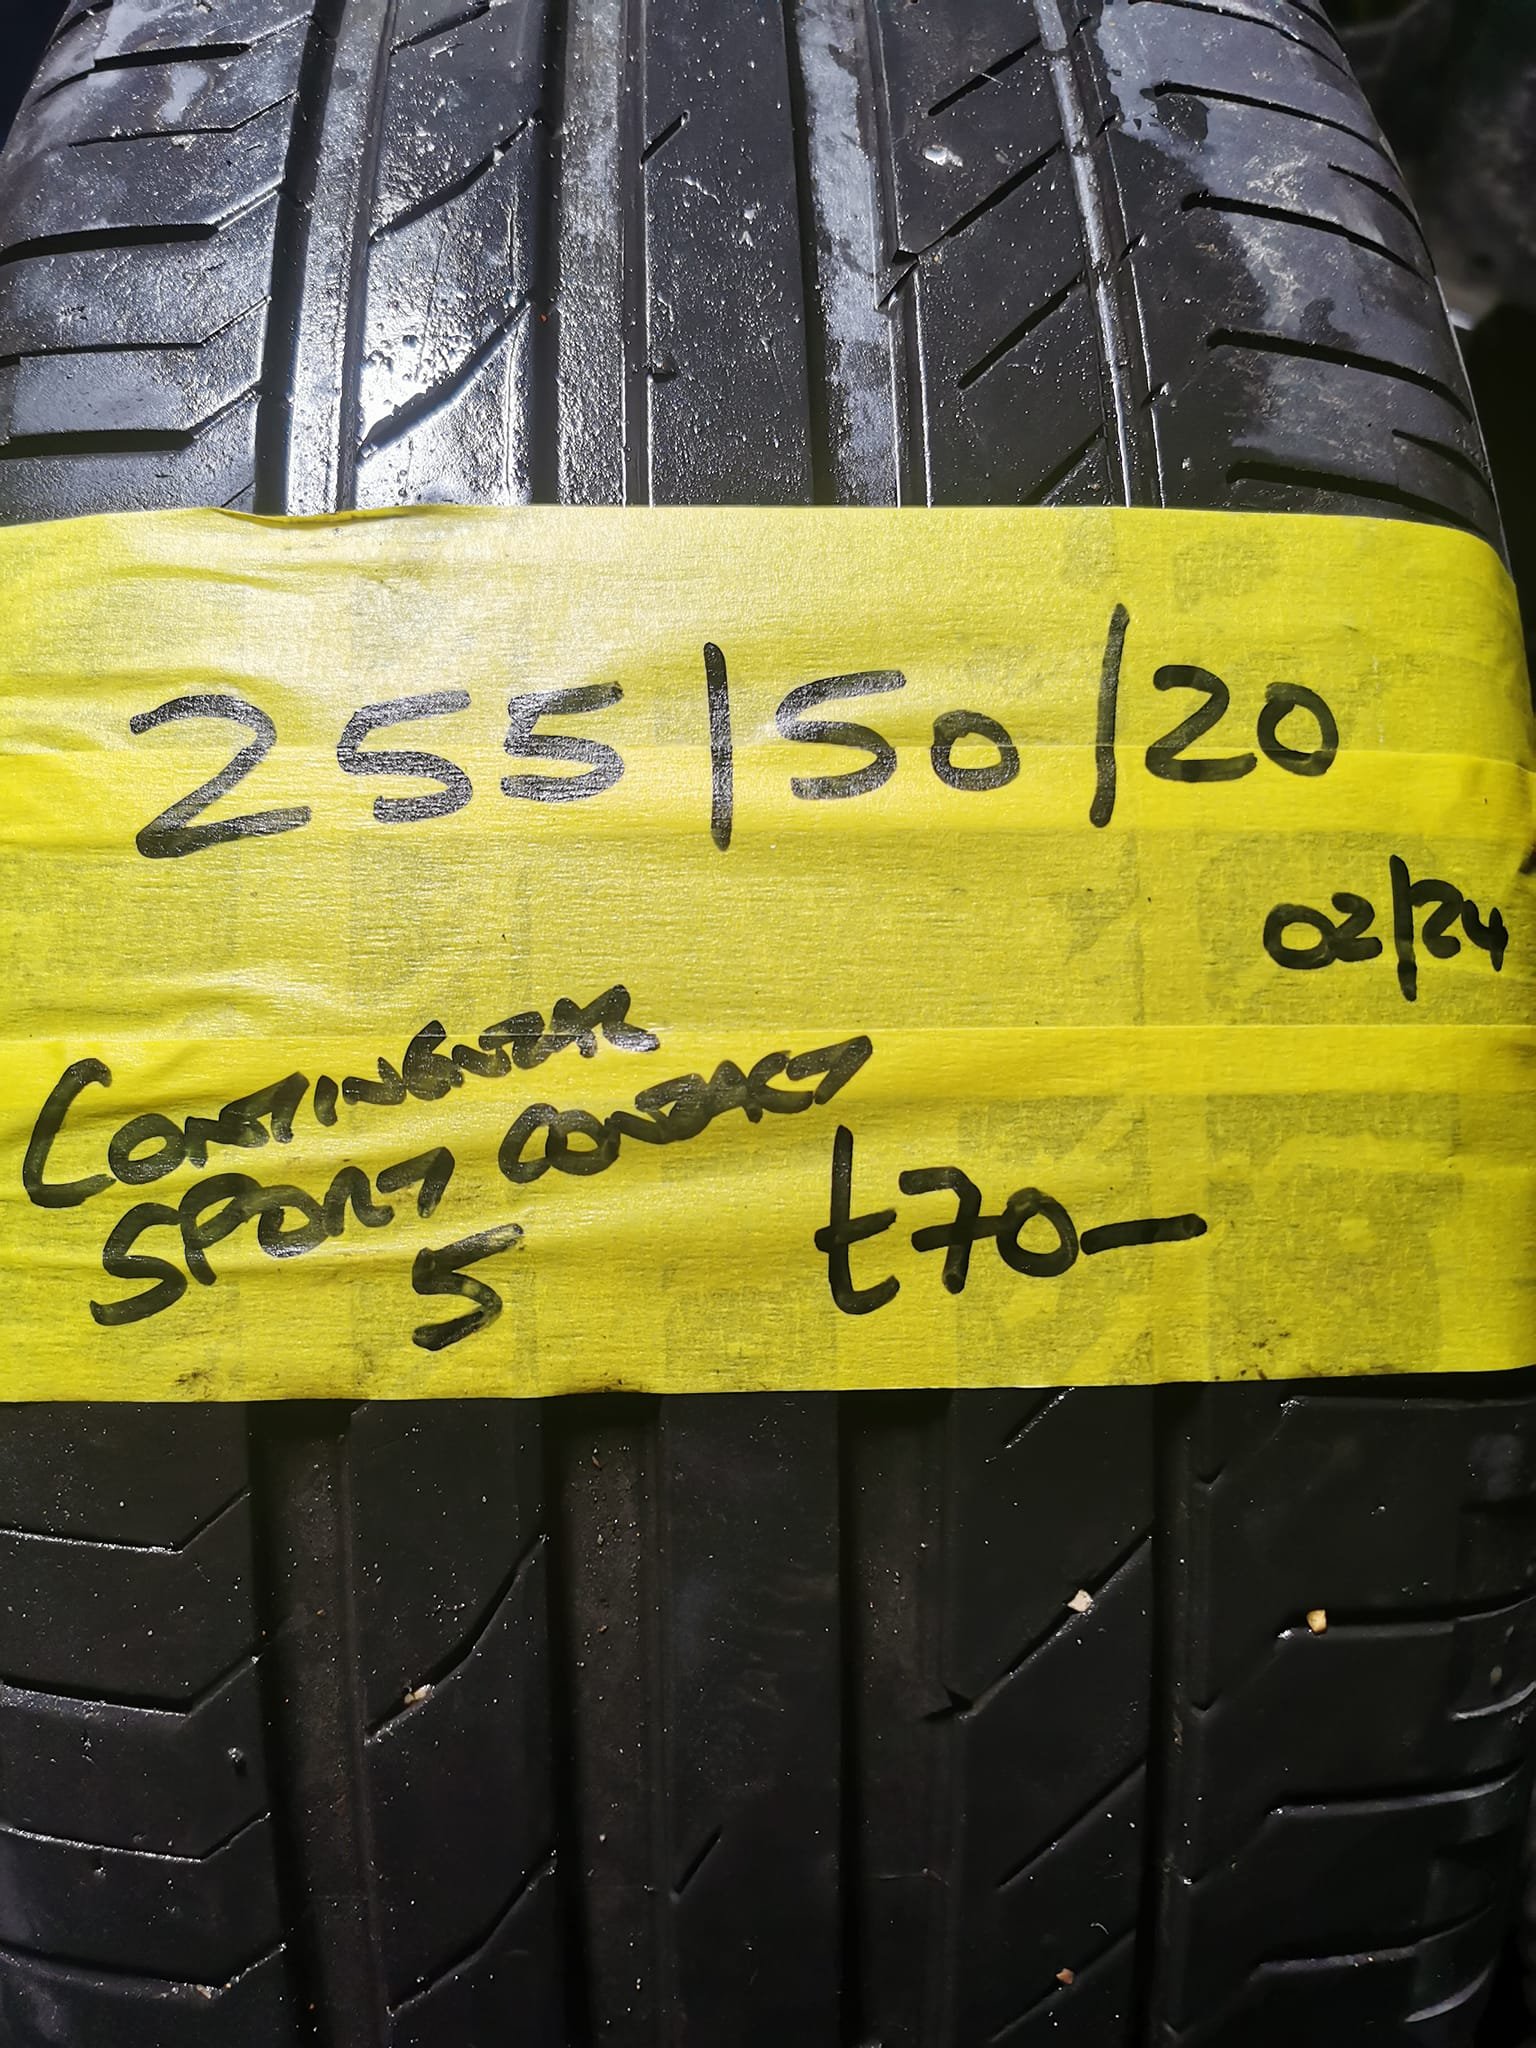 255/50/20
02/24
CONTINENTAL
SPORT CONTACT
5
£70-